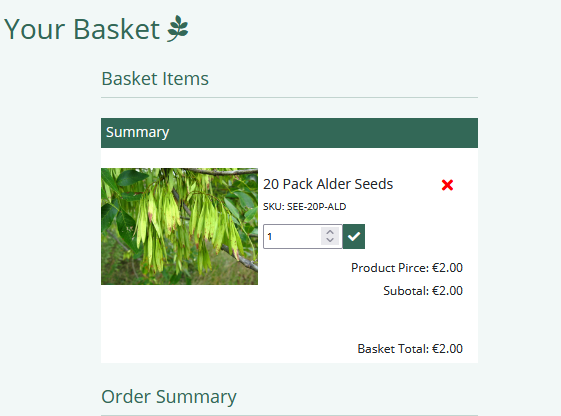 Your Basket
Basket Items
Summary
20 Pack Alder Seeds
SKU: SEE-20P-ALD
1
Product Pirce: €2.00
Subotal: €2.00
Basket Total: €2.00
Order Summary